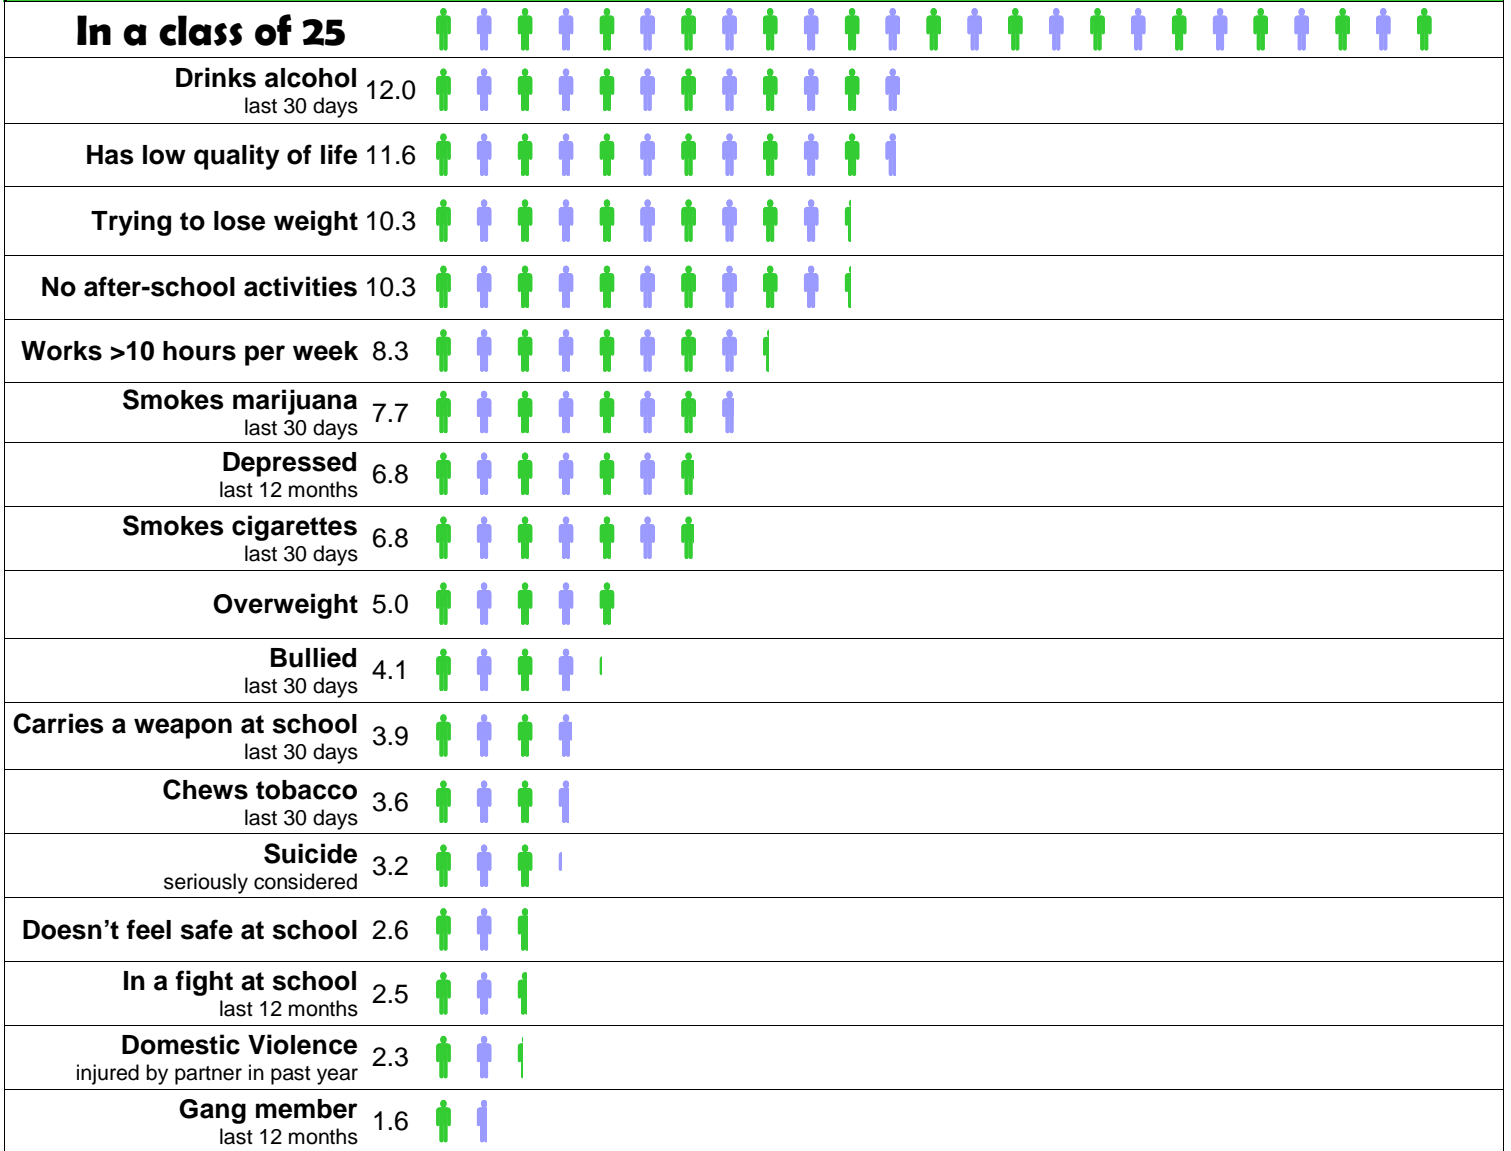 In a class of 25
Drinks alcohol 12.0
last 30 days
Has low quality of life 11.6
Trying to lose weight 10.3
No after-school activities 10.3
Works >10 hours per week 8.3
Smokes marijuana 7.7
last 30 days
Depressed 6.8
last 12 months
Smokes cigarettes 6.8
last 30 days
Overweight 5.0
Bullied 4.1
last 30 days
Carries a weapon at school 3.9
last 30 days
Chews tobacco 3.6
last 30 days
Suicide 3.2
seriously considered
Doesn't feel safe at school 2.6
In a fight at school 2.5
last 12 months
Domestic Violence 2.3
injured by partner in past year
Gang member 1.6
last 12 months